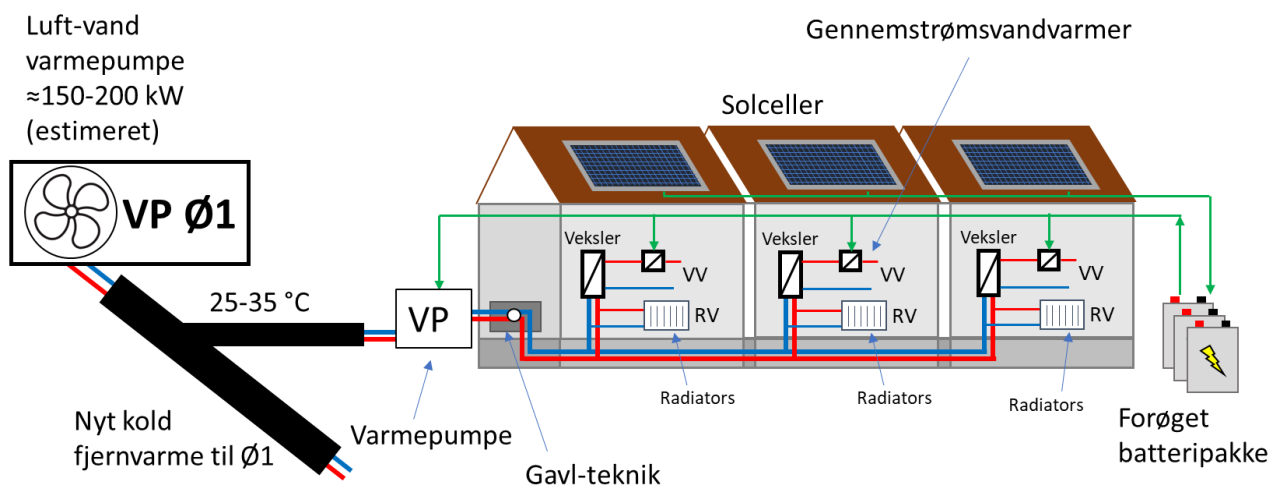 Luft-vand
varmepumpe
≈150-200 kW
(estimeret)
VP Ø1
Gennemstrømsvandvarmer
Solceller
25-35 °C
VP
Veksler
VV
RV
Radiators
Veksler
VV
RV
Radiators
Veksler
VV
RV
Radiators
Nyt kold
fjernvarme til Ø1
Varmepumpe
Gavl-teknik
Forøget
batteripakke